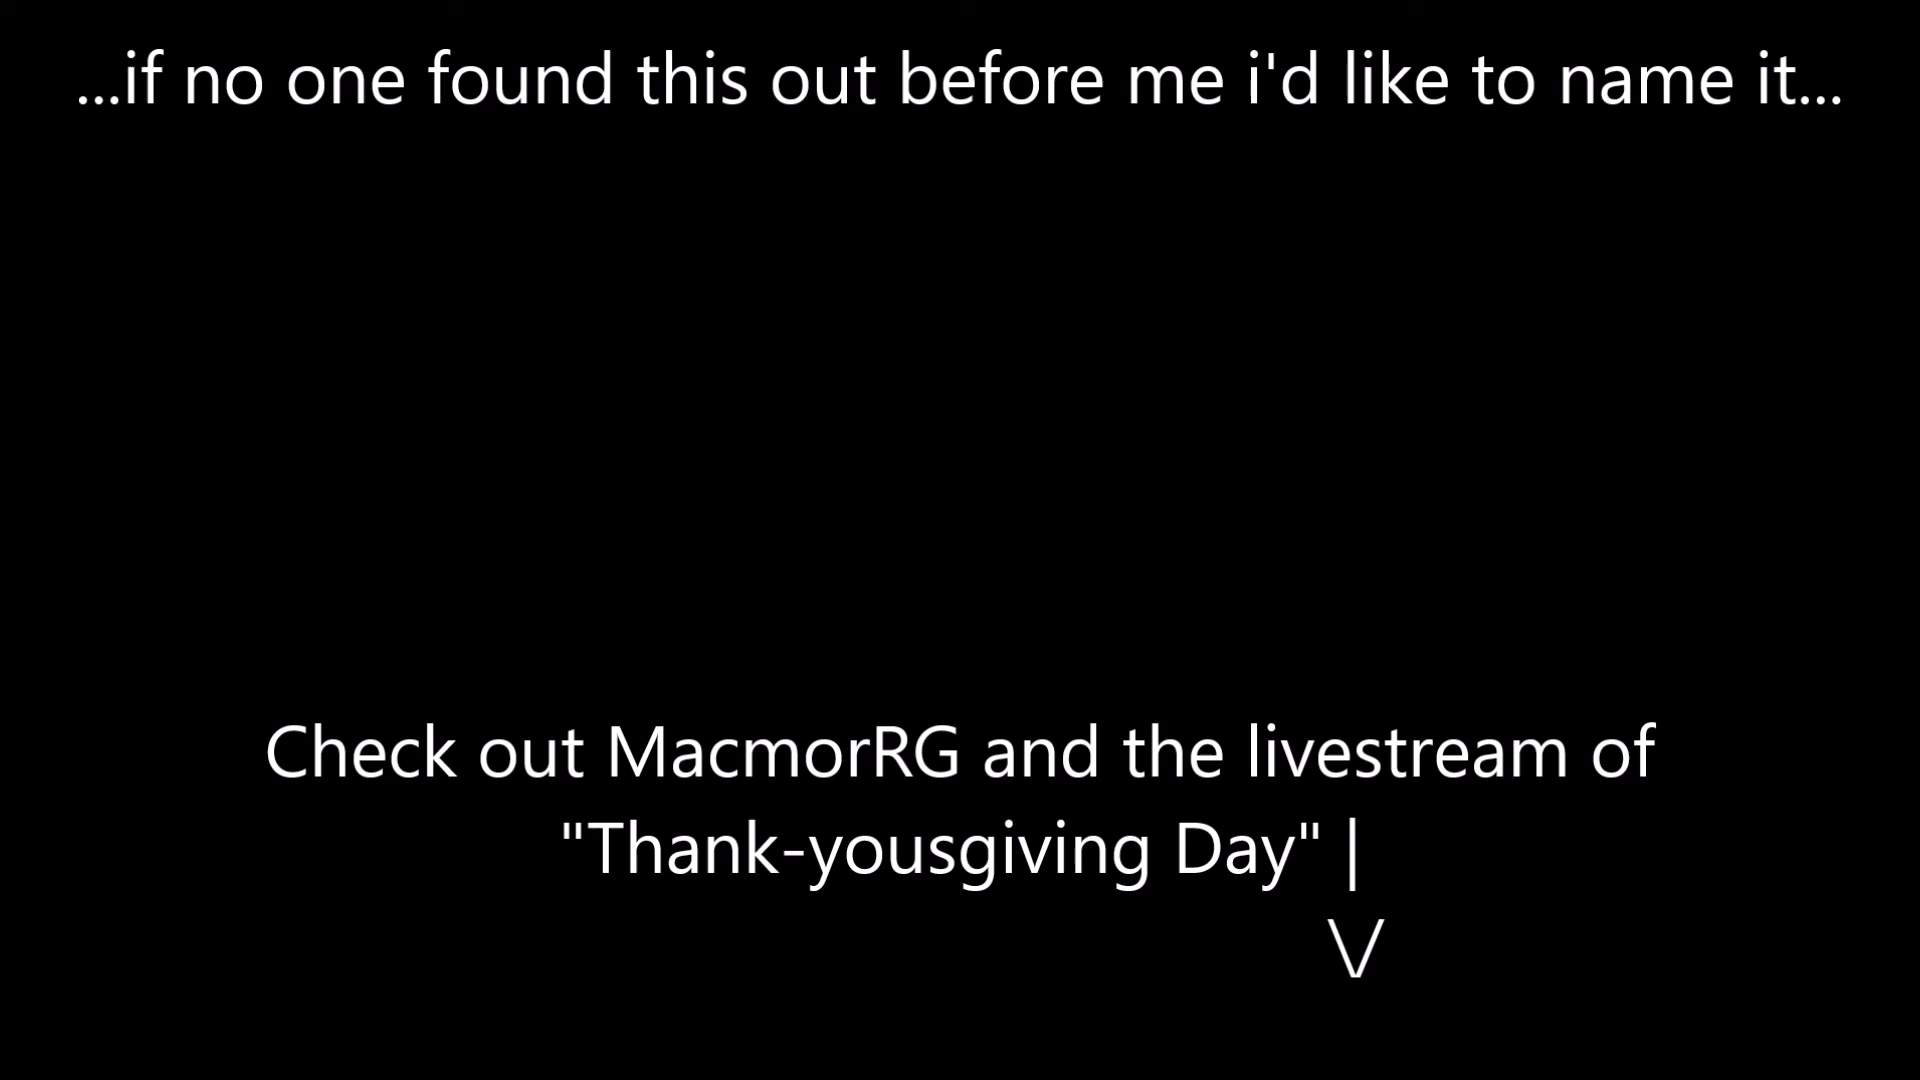 ...if no one found this out before me i'd like to name it...
Check out MacmorRG and the livestream of
"Thank-yousgiving Day" |
\/